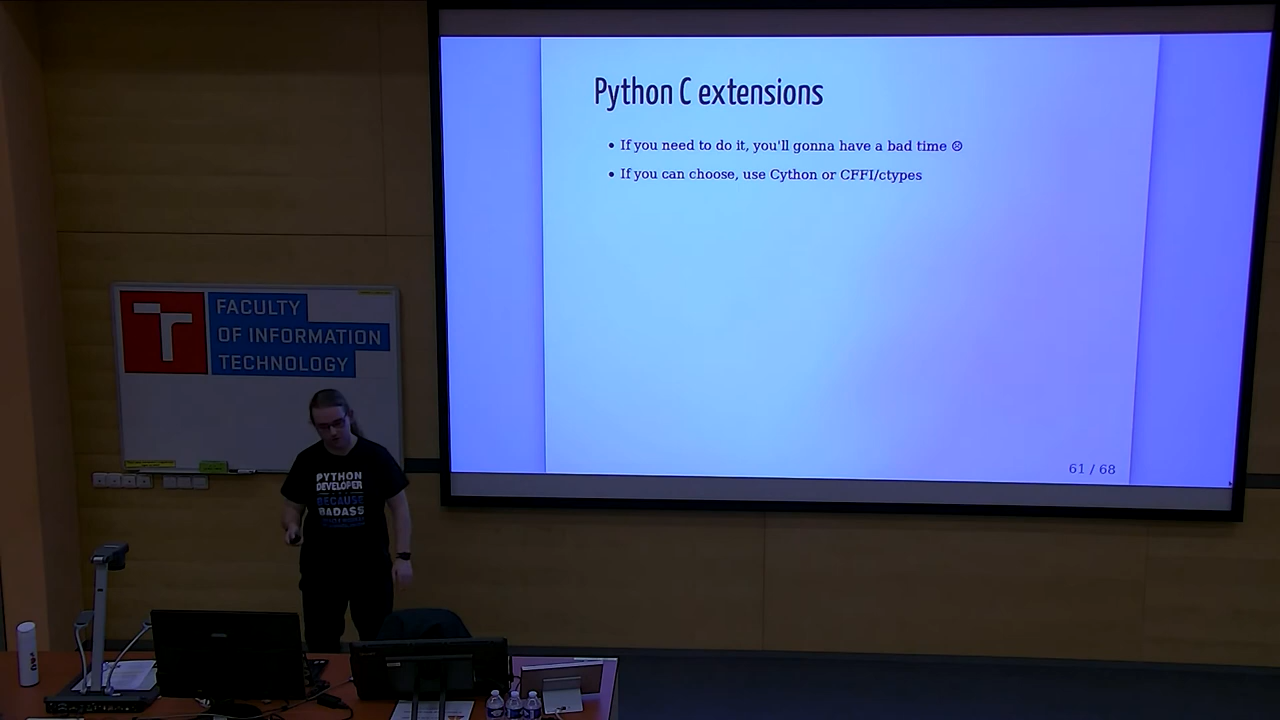 Python C extensions
• If you need to do it, you'll gonna have a bad time ☹
• If you can choose, use Cython or CFFI/ctypes
61 / 68
FACULTY
OF INFORMATION
TECHNOLOGY
PYTHON
DEVELOPER
BECAUSE
BADASS